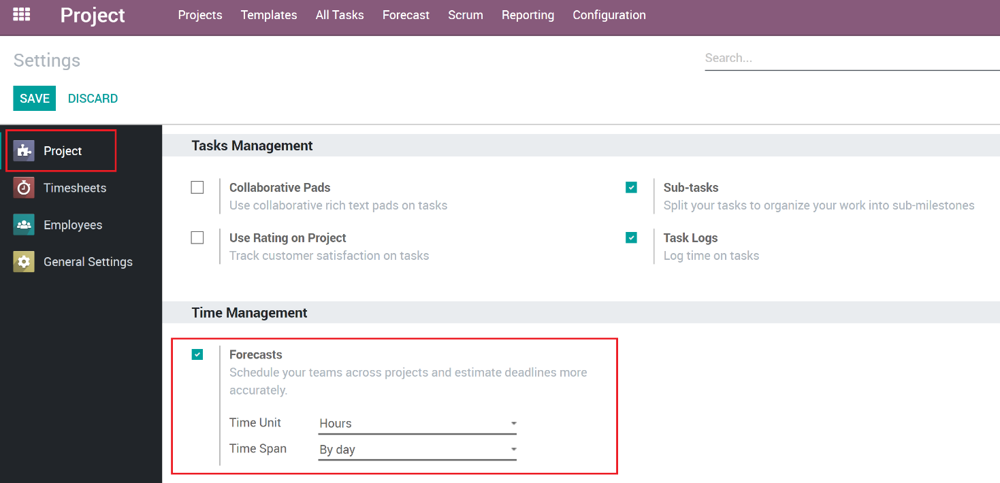 Project
Projects Templates All Tasks Forecast Scrum Reporting Configuration
Settings
Search...
SAVE DISCARD
Project
Timesheets
Employees
General Settings
Tasks Management
Collaborative Pads
Use collaborative rich text pads on tasks
Sub-tasks
Split your tasks to organize your work into sub-milestones
Use Rating on Project
Track customer satisfaction on tasks
Task Logs
Log time on tasks
Time Management
Forecasts
Schedule your teams across projects and estimate deadlines more
accurately.
Time Unit Hours
Time Span By day